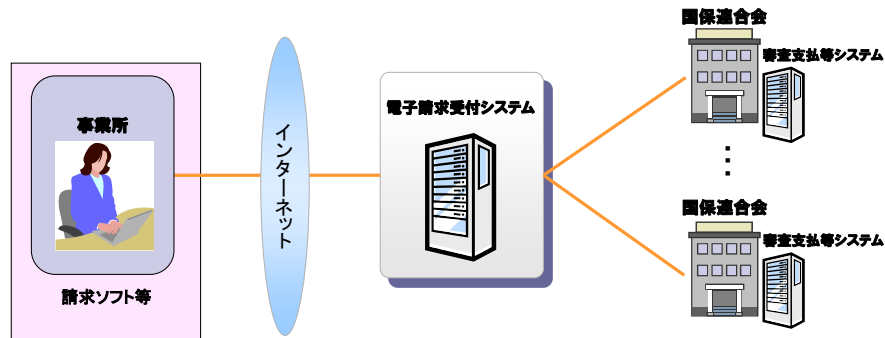 事業所
請求ソフト等
インターネット
電子請求受付システム
国保連合会
審査支払等システム
国保連合会
審査支払等システム